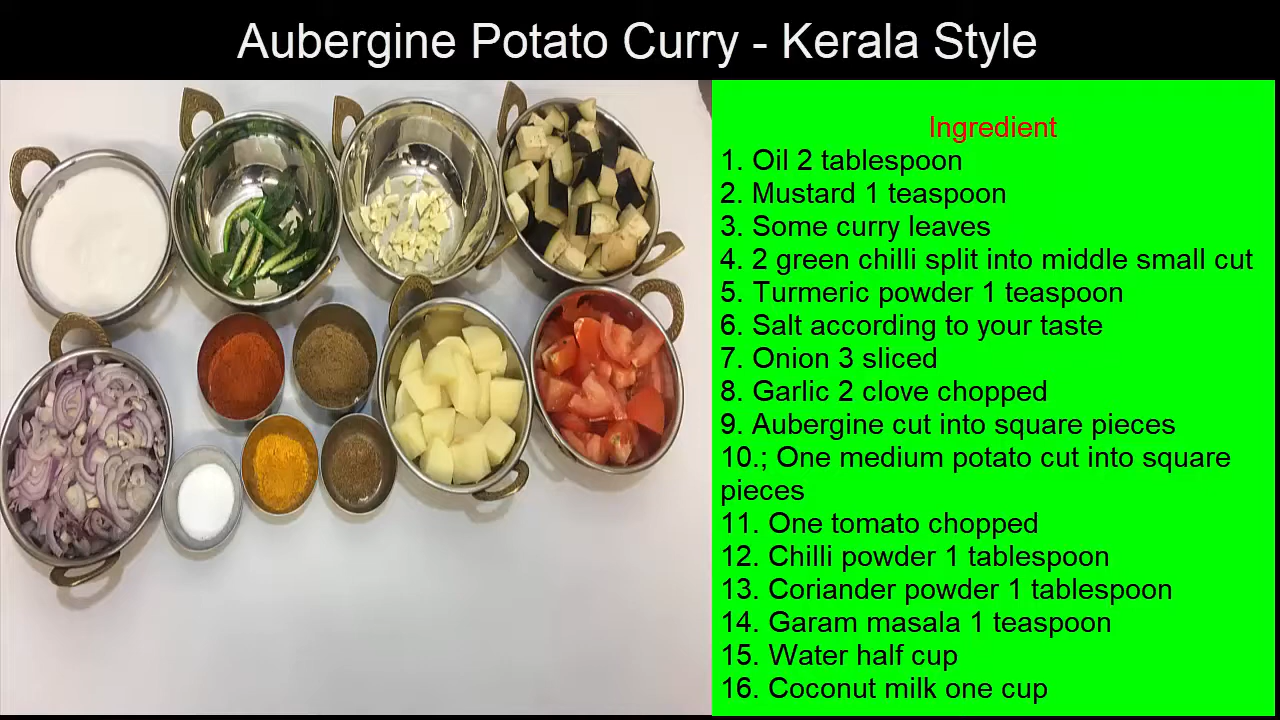 Aubergine Potato Curry - Kerala Style
Ingredient
1. Oil 2 tablespoon
2. Mustard 1 teaspoon
3. Some curry leaves
4. 2 green chilli split into middle small cut
5. Turmeric powder 1 teaspoon
6. Salt according to your taste
7. Onion 3 sliced
8. Garlic 2 clove chopped
9. Aubergine cut into square pieces
10.; One medium potato cut into square
pieces
11. One tomato chopped
12. Chilli powder 1 tablespoon
13. Coriander powder 1 tablespoon
14. Garam masala 1 teaspoon
15. Water half cup
16. Coconut milk one cup